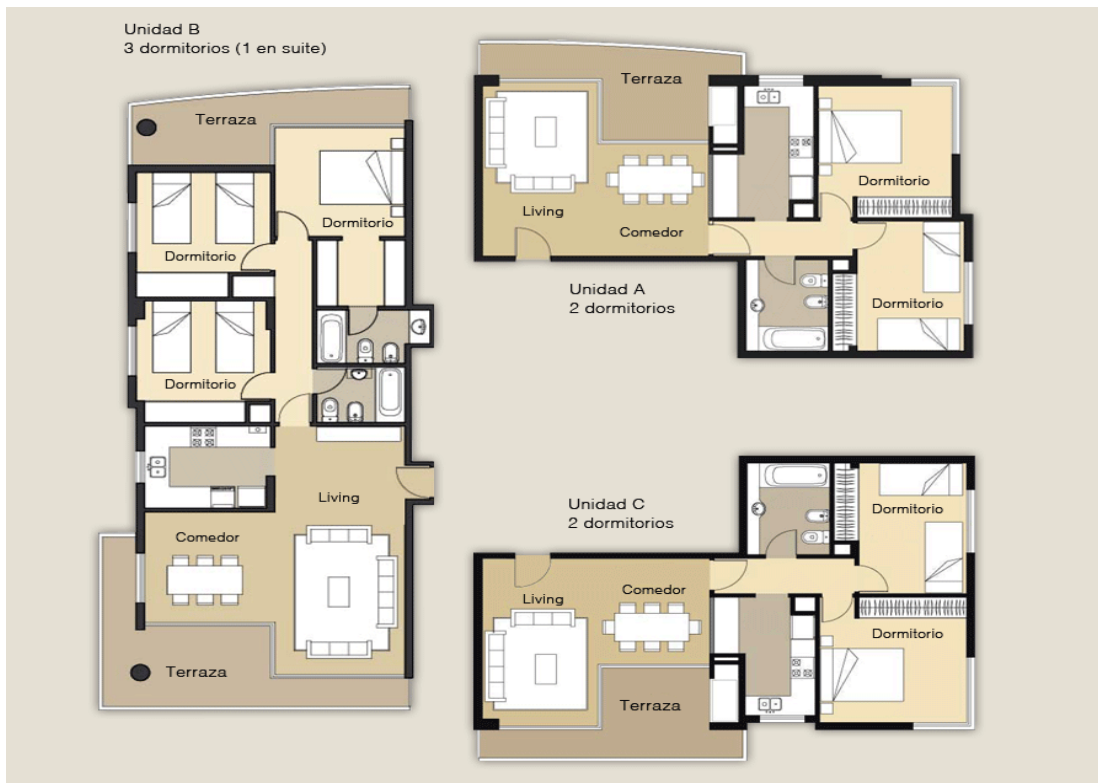 Unidad B
3 dormitorios (1 en suite)
Terraza
Dormitorio
Dormitorio
Dormitorio
Living
Comedor
Terraza
Terraza
Dormitorio
Living
Comedor
Dormitorio
Unidad A
2 dormitorios
Unidad C
2 dormitorios
Dormitorio
Comedor
Living
Dormitorio
Terraza